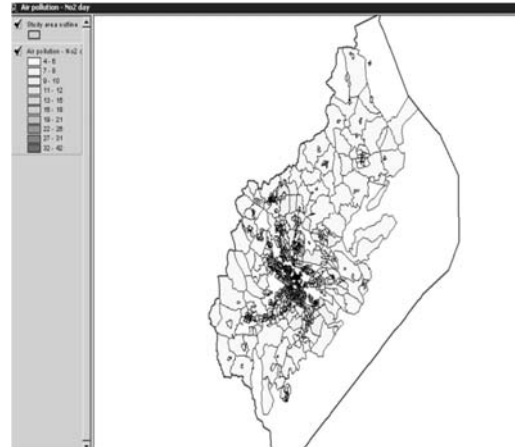 Air pollution - No2 day
Study area outline
Air pollution - No2 d
4 - 6
7 - 8
9 - 10
11 - 12
13 - 15
16 - 18
19 - 21
22 - 26
27 - 31
32 - 42